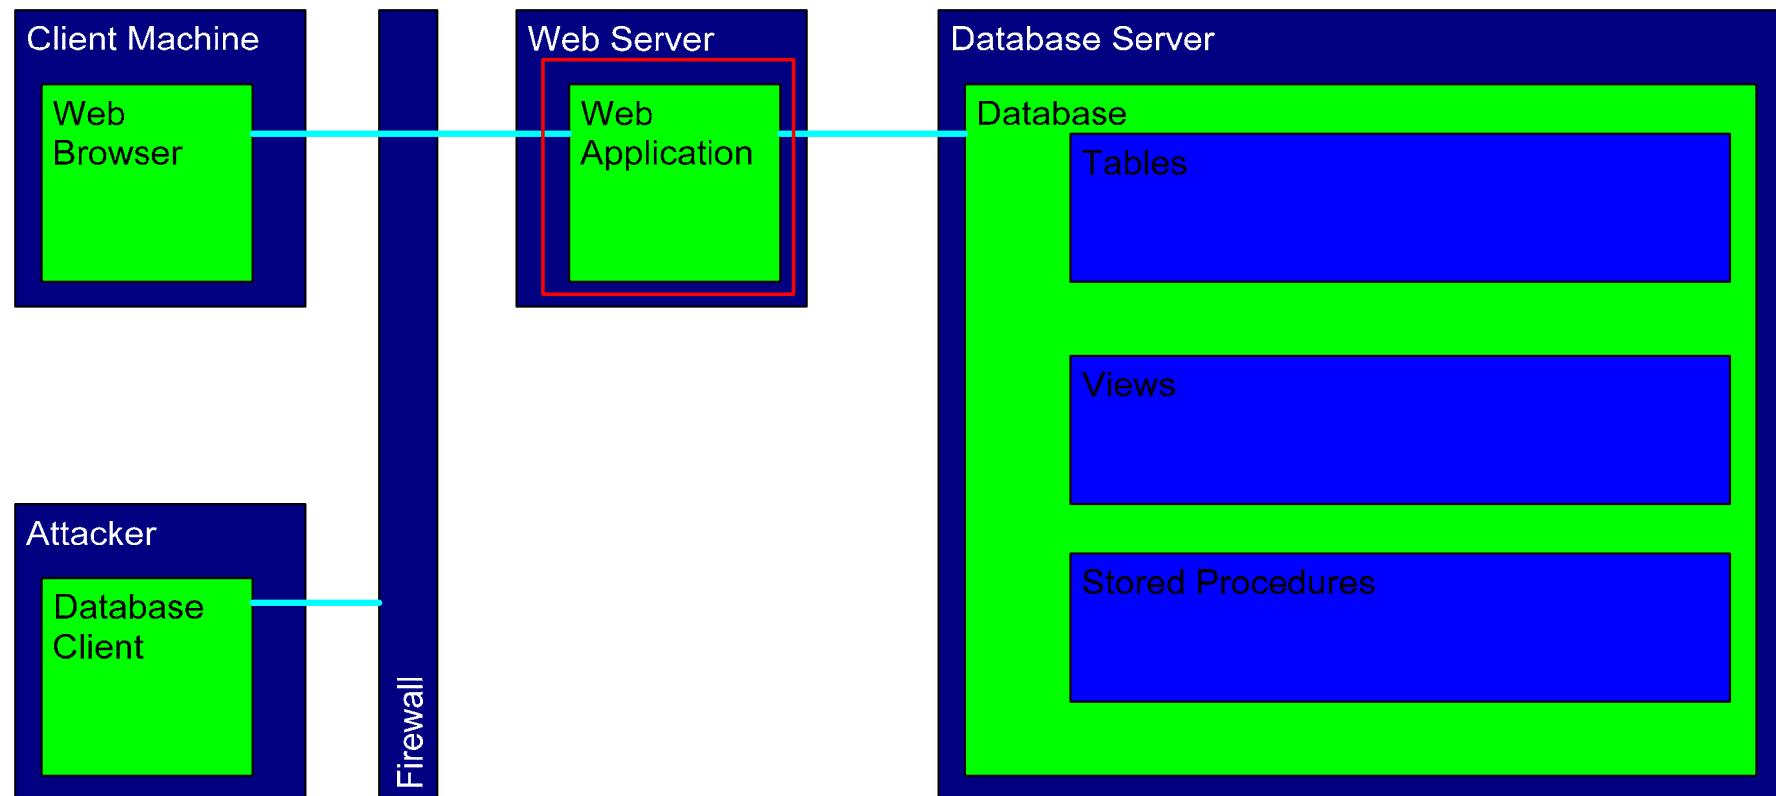 Client Machine
Web
Browser
Web Server
Web
Application
Database Server
Database
Tables
Views
Stored Procedures
Attacker
Database
Client
Firewall